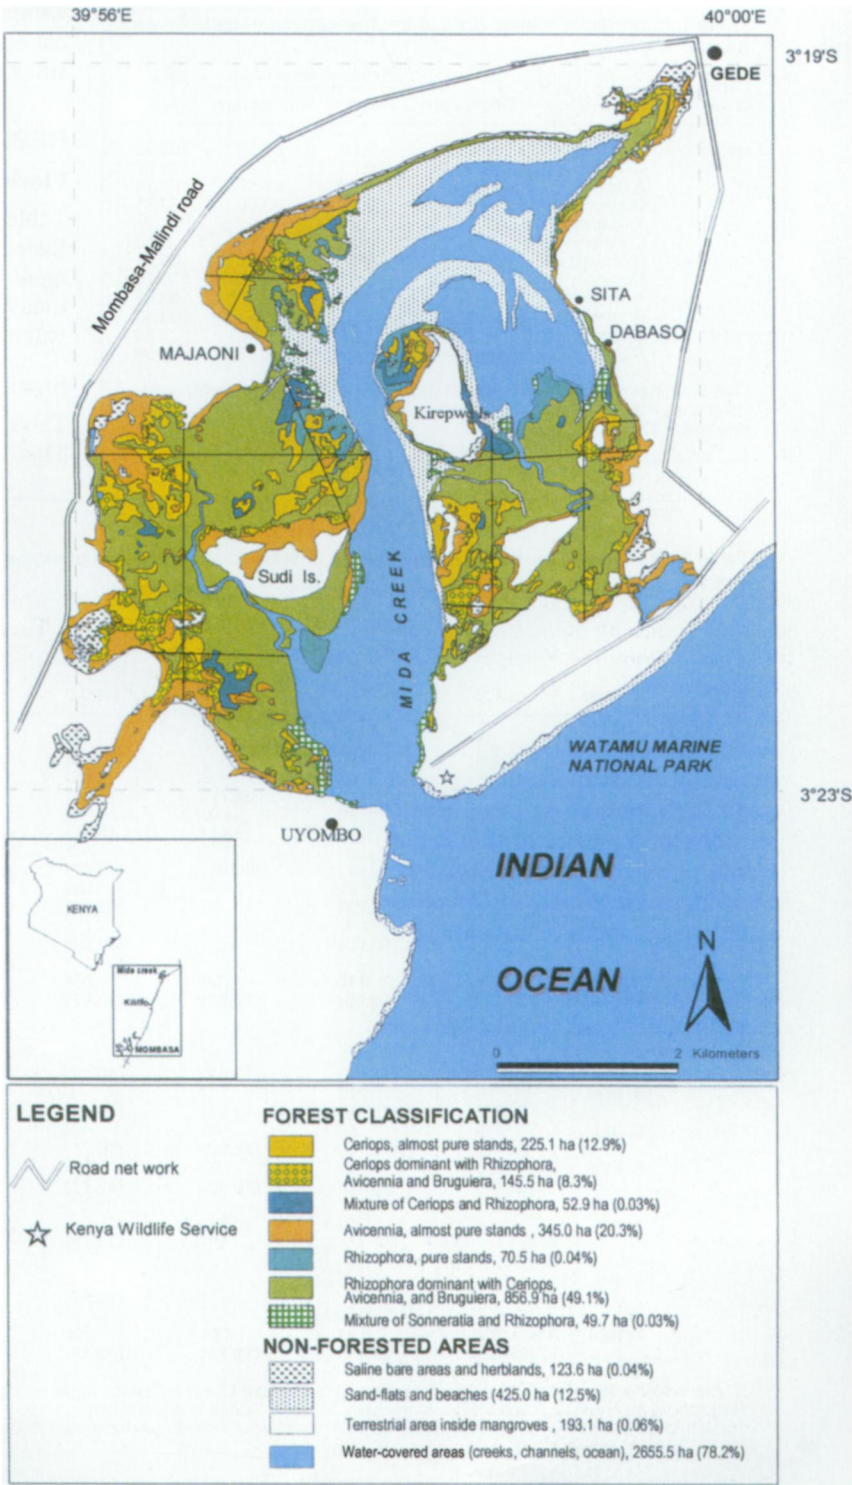 39°56'E
40°00'E
3°19'S
GEDE
Mombasa-Malindi road
SITA
DABASO
MAJAONI
Kirepwe Is.
MIDA CREEK
Sudi Is.
WATAMU MARINE
NATIONAL PARK
3°23'S
UYOMBO
INDIAN
OCEAN
KENYA
Mida creek
Kilifi
MOMBASA
N
0 2 Kilometers
LEGEND
Road net work
Kenya Wildlife Service
FOREST CLASSIFICATION
Ceriops, almost pure stands, 225.1 ha (12.9%)
Ceriops dominant with Rhizophora,
Avicennia and Bruguiera, 145.5 ha (8.3%)
Mixture of Ceriops and Rhizophora, 52.9 ha (0.03%)
Avicennia, almost pure stands , 345.0 ha (20.3%)
Rhizophora, pure stands, 70.5 ha (0.04%)
Rhizophora dominant with Ceriops,
Avicennia, and Bruguiera, 856.9 ha (49.1%)
Mixture of Sonneratia and Rhizophora, 49.7 ha (0.03%)
NON-FORESTED AREAS
Saline bare areas and herblands, 123.6 ha (0.04%)
Sand-flats and beaches (425.0 ha (12.5%)
Terrestrial area inside mangroves , 193.1 ha (0.06%)
Water-covered areas (creeks, channels, ocean), 2655.5 ha (78.2%)